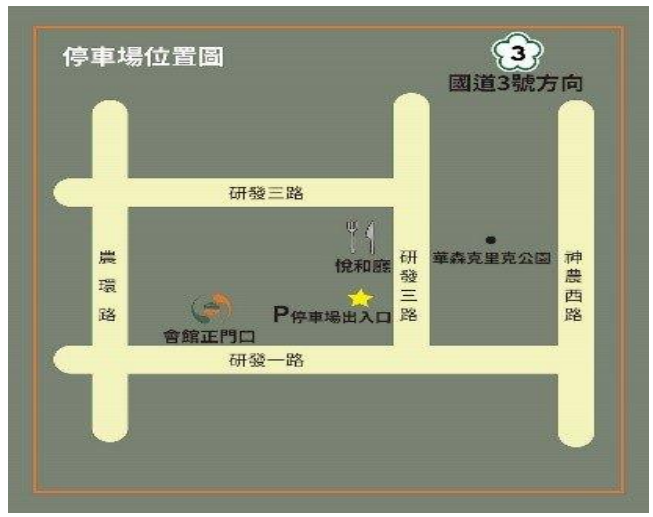 停車場位置圖
3
國道3號方向
研發三路
農環路
悅和廳
研發三路
華森克里克公園
神農西路
P停車場出入口
會館正門口
研發一路